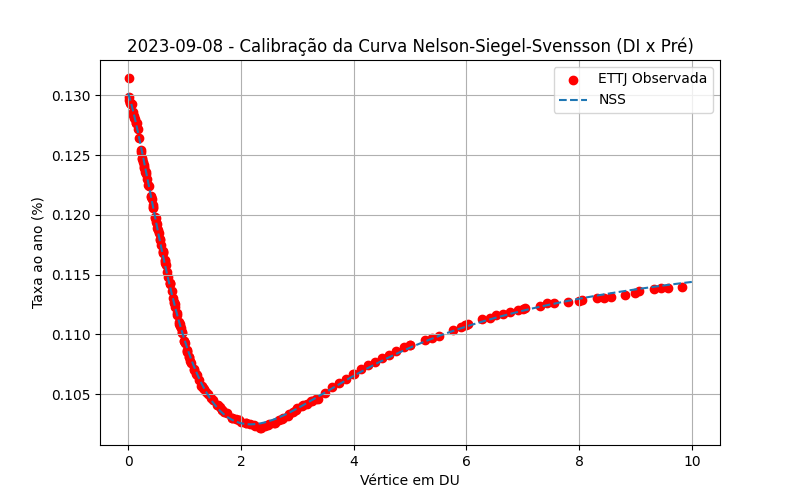 2023-09-08 - Calibração da Curva Nelson-Siegel-Svensson (DI x Pré)
ETTJ Observada
NSS
Taxa ao ano (%)
0.130
0.125
0.120
0.115
0.110
0.105
0 2 4 6 8 10
Vértice em DU